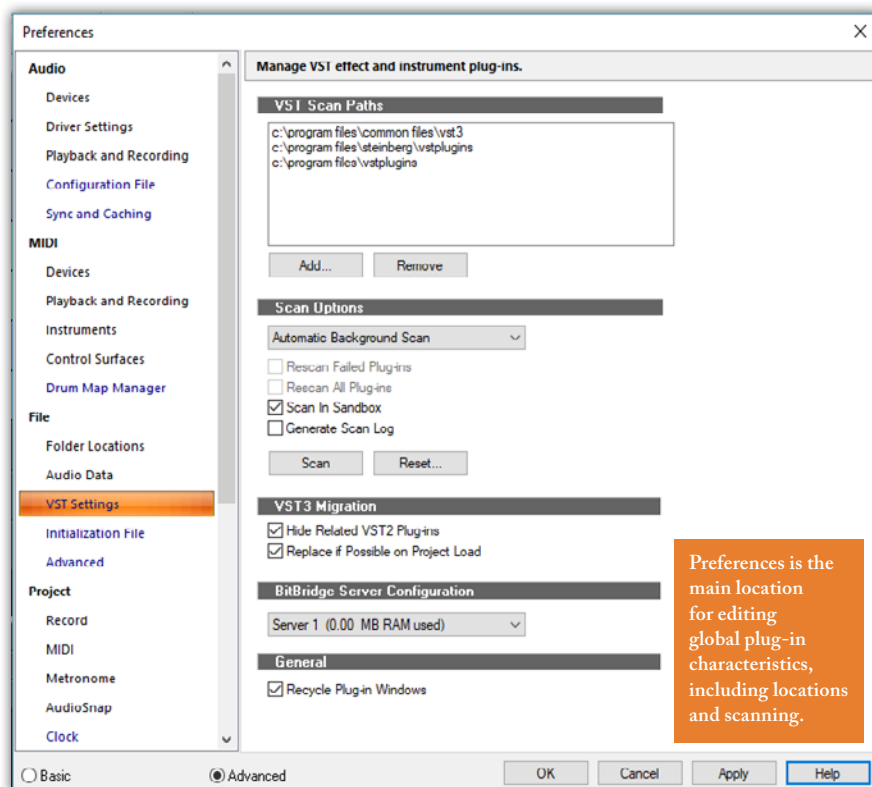 Preferences
Audio
Devices
Driver Settings
Playback and Recording
Configuration File
Sync and Caching
MIDI
Devices
Playback and Recording
Instruments
Control Surfaces
Drum Map Manager
File
Folder Locations
Audio Data
VST Settings
Initialization File
Advanced
Project
Record
MIDI
Metronome
AudioSnap
Clock
Basic
Advanced
Manage VST effect and instrument plug-ins.
VST Scan Paths
c:\program files\common files\vst3
c:\program files\steinberg\vstplugins
c:\program files\vstplugins
Add...
Remove
Scan Options
Automatic Background Scan
Rescan Failed Plug-ins
Rescan All Plug-ins
Scan In Sandbox
Generate Scan Log
Scan
Reset...
VST3 Migration
Hide Related VST2 Plug-ins
Replace if Possible on Project Load
BitBridge Server Configuration
Server 1 (0.00 MB RAM used)
General
Recycle Plug-in Windows
Preferences is the
main location
for editing
global plug-in
characteristics,
including locations
and scanning.
OK
Cancel
Apply
Help